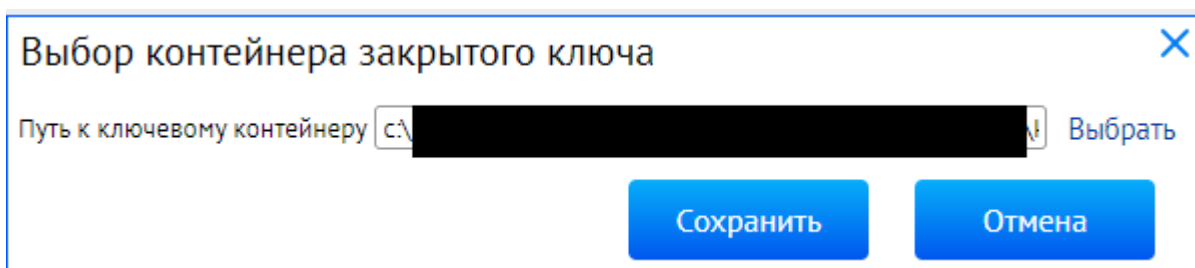 Выбор контейнера закрытого ключа
Путь к ключевому контейнеру c:\ Выбрать
Сохранить Отмена